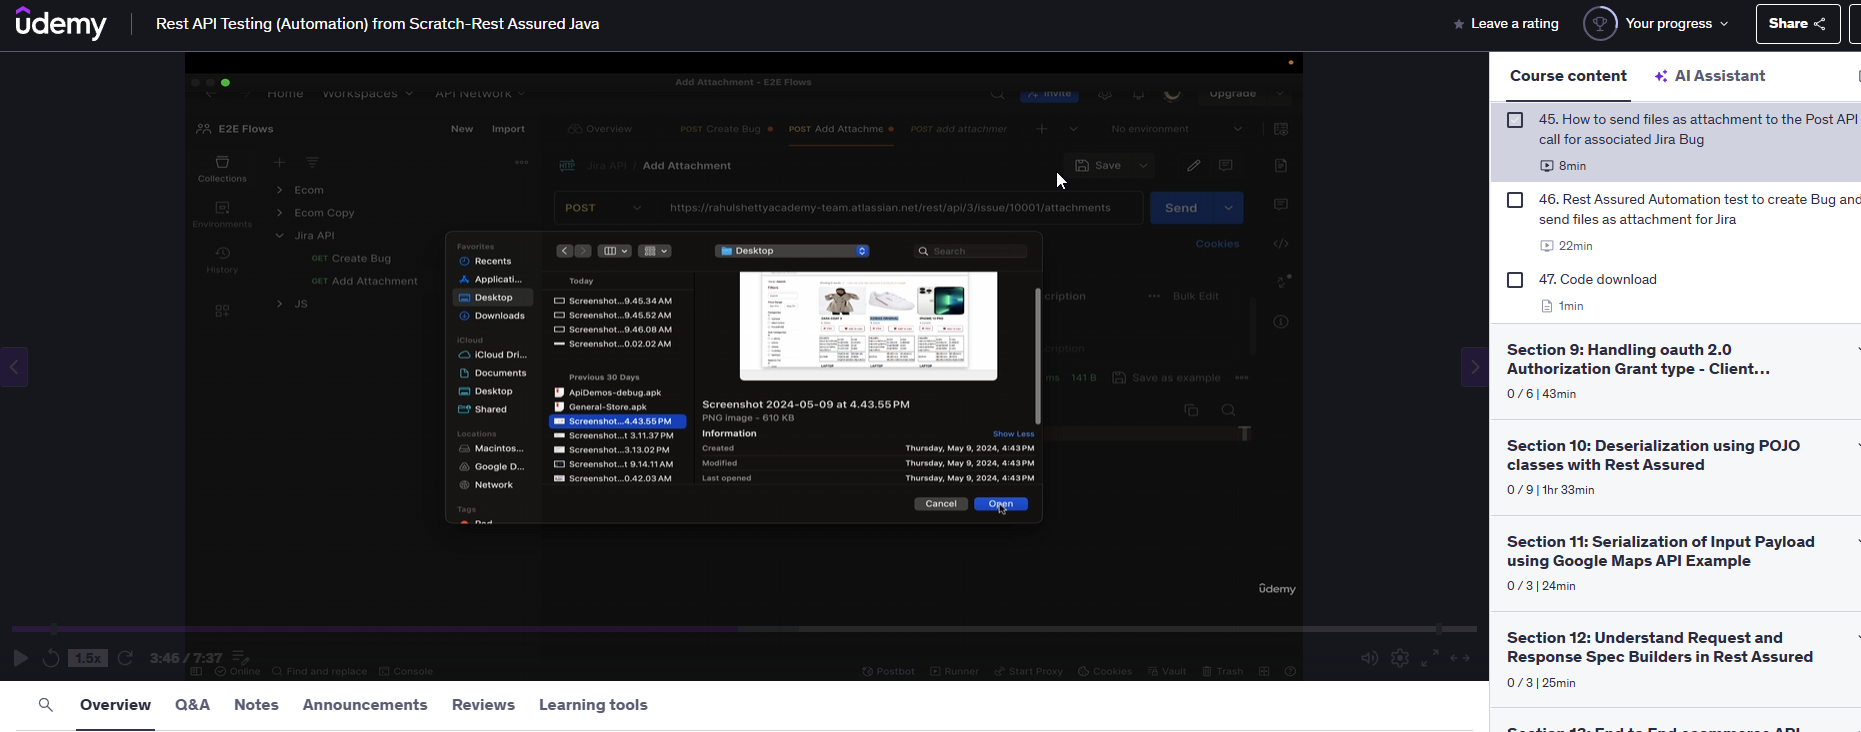 ûdemy
Rest API Testing (Automation) from Scratch-Rest Assured Java
Leave a rating
Your progress
Share
Add Attachment - E2E Flows
Home Workspaces API Network
Invite
Upgrade
E2E Flows
New Import
Overview
POST Create Bug
POST Add Attachme
POST add attachmer
No environment
Collections
Environments
History
Ecom
Ecom Copy
Jira API
GET Create Bug
GET Add Attachment
JS
Jira API / Add Attachment
Save
POST
https://rahulshettyacademy-team.atlassian.net/rest/api/3/issue/10001/attachments
Send
Cookies
cription
Bulk Edit
cription
ms 141 B Save as example
Favorites
Recents
Applicati...
Desktop
Downloads
iCloud
iCloud Dri...
Documents
Desktop
Shared
Locations
Macintos...
Google D...
Network
Tags
Red
Desktop
Search
Today
Screenshot...9.45.34 AM
Screenshot...9.45.52 AM
Screenshot...9.46.08 AM
Screenshot...0.02.02 AM
Previous 30 Days
ApiDemos-debug.apk
General-Store.apk
Screenshot...4.43.55 PM
Screenshot...t 3.11.37 PM
Screenshot...3.13.02 PM
Screenshot...t 9.14.11 AM
Screenshot...0.42.03 AM
Screenshot 2024-05-09 at 4.43.55 PM
PNG image - 610 KB
Information
Show Less
Created Thursday, May 9, 2024, 4:43 PM
Modified Thursday, May 9, 2024, 4:43 PM
Last opened Thursday, May 9, 2024, 4:43 PM
Cancel
Open
ûdemy
1.5x
3:46 / 7:37
Online
Find and replace
Console
Postbot
Runner
Start Proxy
Cookies
Vault
Trash
Overview
Q&A
Notes
Announcements
Reviews
Learning tools
Course content
AI Assistant
45. How to send files as attachment to the Post API
call for associated Jira Bug
8min
46. Rest Assured Automation test to create Bug and
send files as attachment for Jira
22min
47. Code download
1min
Section 9: Handling oauth 2.0
Authorization Grant type - Client...
0 / 6 | 43min
Section 10: Deserialization using POJO
classes with Rest Assured
0 / 9 | 1hr 33min
Section 11: Serialization of Input Payload
using Google Maps API Example
0 / 3 | 24min
Section 12: Understand Request and
Response Spec Builders in Rest Assured
0 / 3 | 25min
Section 13: End to End ecommerce API